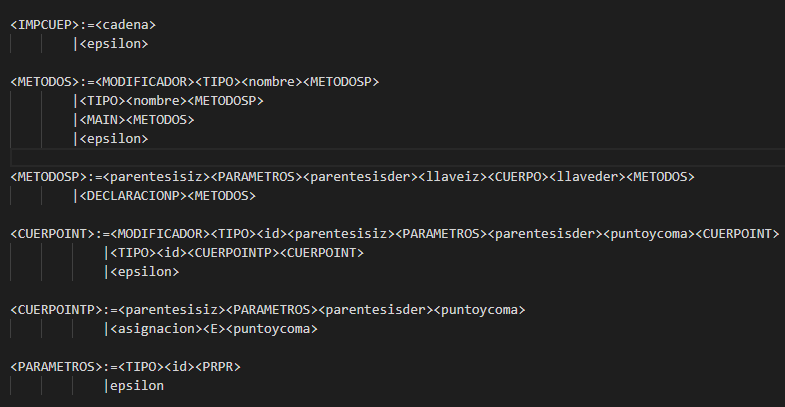 <IMPCUEP>:=<cadena>
|<epsilon>
<METODOS>:=<MODIFICADOR><TIPO><nombre><METODOSP>
|<TIPO><nombre><METODOSP>
|<MAIN><METODOS>
|<epsilon>
<METODOSP>:=<parentesisiz><PARAMETROS><parentesisder><llaveiz><CUERPO><llaveder><METODOS>
|<DECLARACIONP><METODOS>
<CUERPOINT>:=<MODIFICADOR><TIPO><id><parentesisiz><PARAMETROS><parentesisder><puntoycoma><CUERPOINT>
|<TIPO><id><CUERPOINTP><CUERPOINT>
|<epsilon>
<CUERPOINTP>:=<parentesisiz><PARAMETROS><parentesisder><puntoycoma>
|<asignacion><E><puntoycoma>
<PARAMETROS>:=<TIPO><id><PRPR>
|epsilon